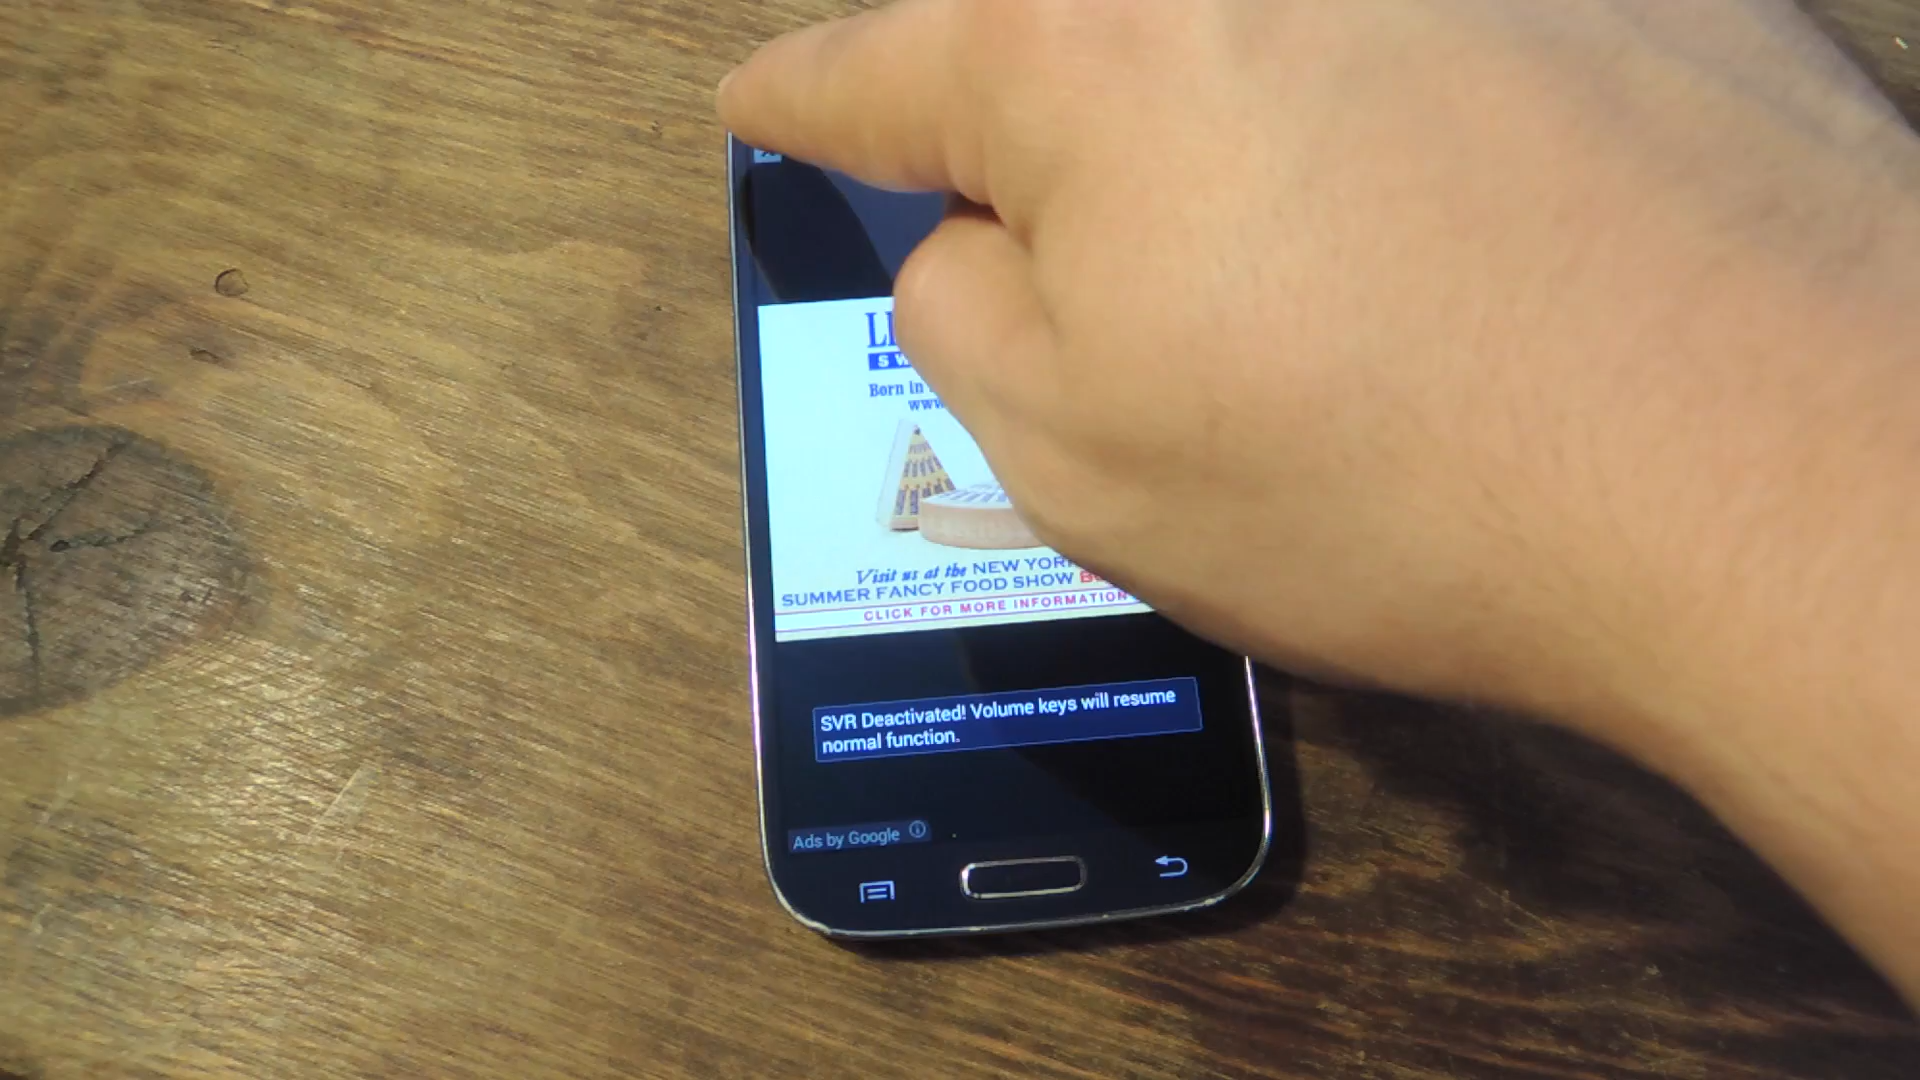 Born in
www.
Visit us at the NEW YORK
SUMMER FANCY FOOD SHOW
CLICK FOR MORE INFORMATION
SVR Deactivated! Volume keys will resume
normal function.
Ads by Google